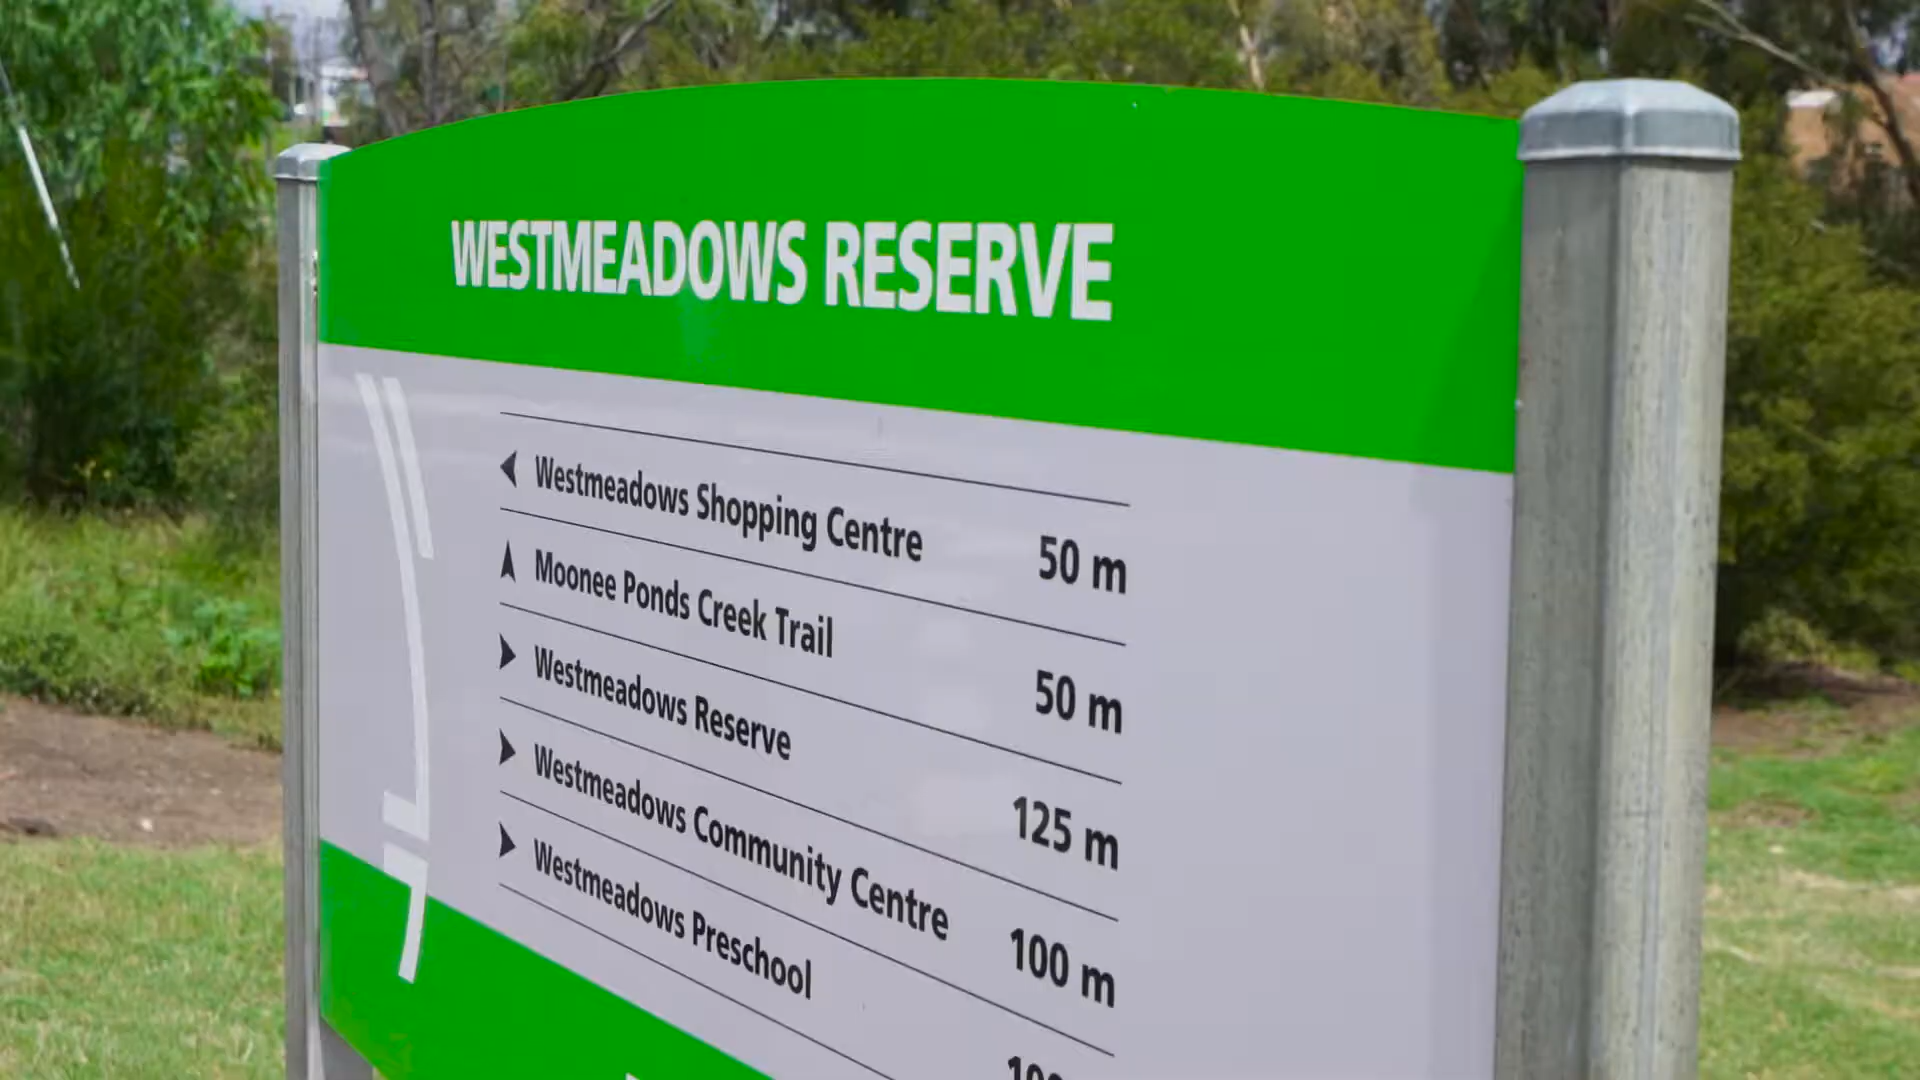 WESTMEADOWS RESERVE
Westmeadows Shopping Centre 50 m
Moonee Ponds Creek Trail 50 m
Westmeadows Reserve 125 m
Westmeadows Community Centre 100 m
Westmeadows Preschool